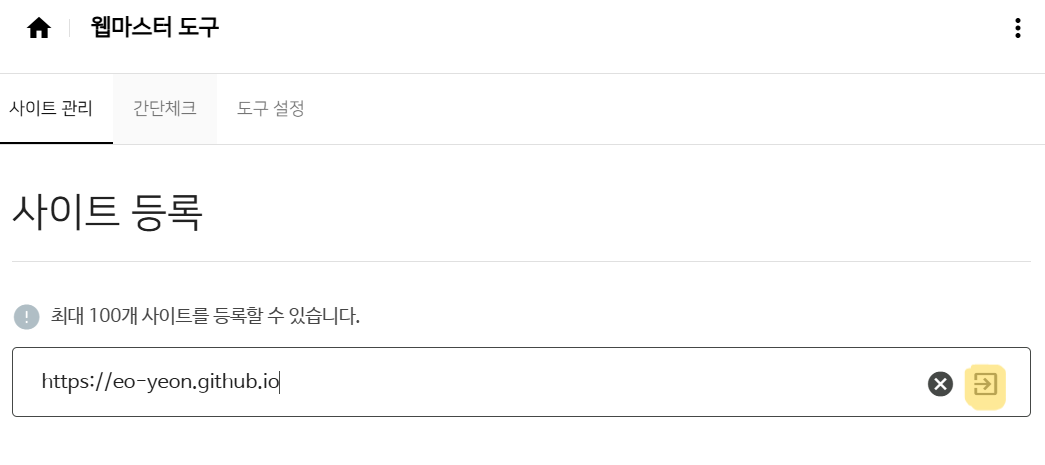 웹마스터 도구
사이트 관리 간단체크 도구 설정
사이트 등록
최대 100개 사이트를 등록할 수 있습니다.
https://eo-yeon.github.io